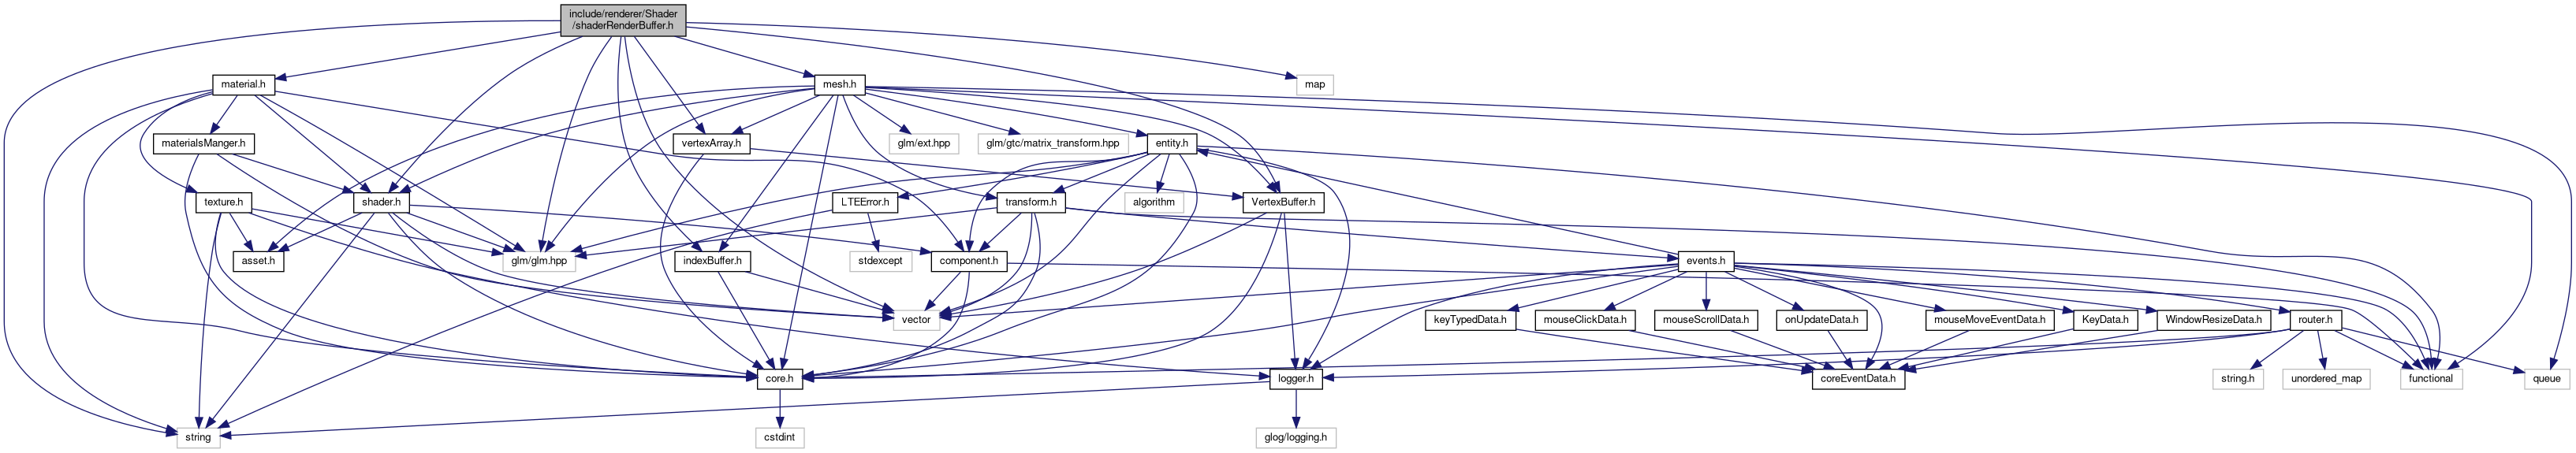 include/renderer/Shader
/shaderRenderBuffer.h
material.h
mesh.h
map
materialsManger.h
vertexArray.h
glm/ext.hpp
glm/gtc/matrix_transform.hpp
entity.h
texture.h
shader.h
LTEError.h
transform.h
algorithm
VertexBuffer.h
asset.h
glm/glm.hpp
indexBuffer.h
stdexcept
component.h
events.h
vector
keyTypedData.h
mouseClickData.h
mouseScrollData.h
onUpdateData.h
mouseMoveEventData.h
KeyData.h
WindowResizeData.h
router.h
core.h
logger.h
coreEventData.h
string.h
unordered_map
functional
queue
string
cstdint
glog/logging.h